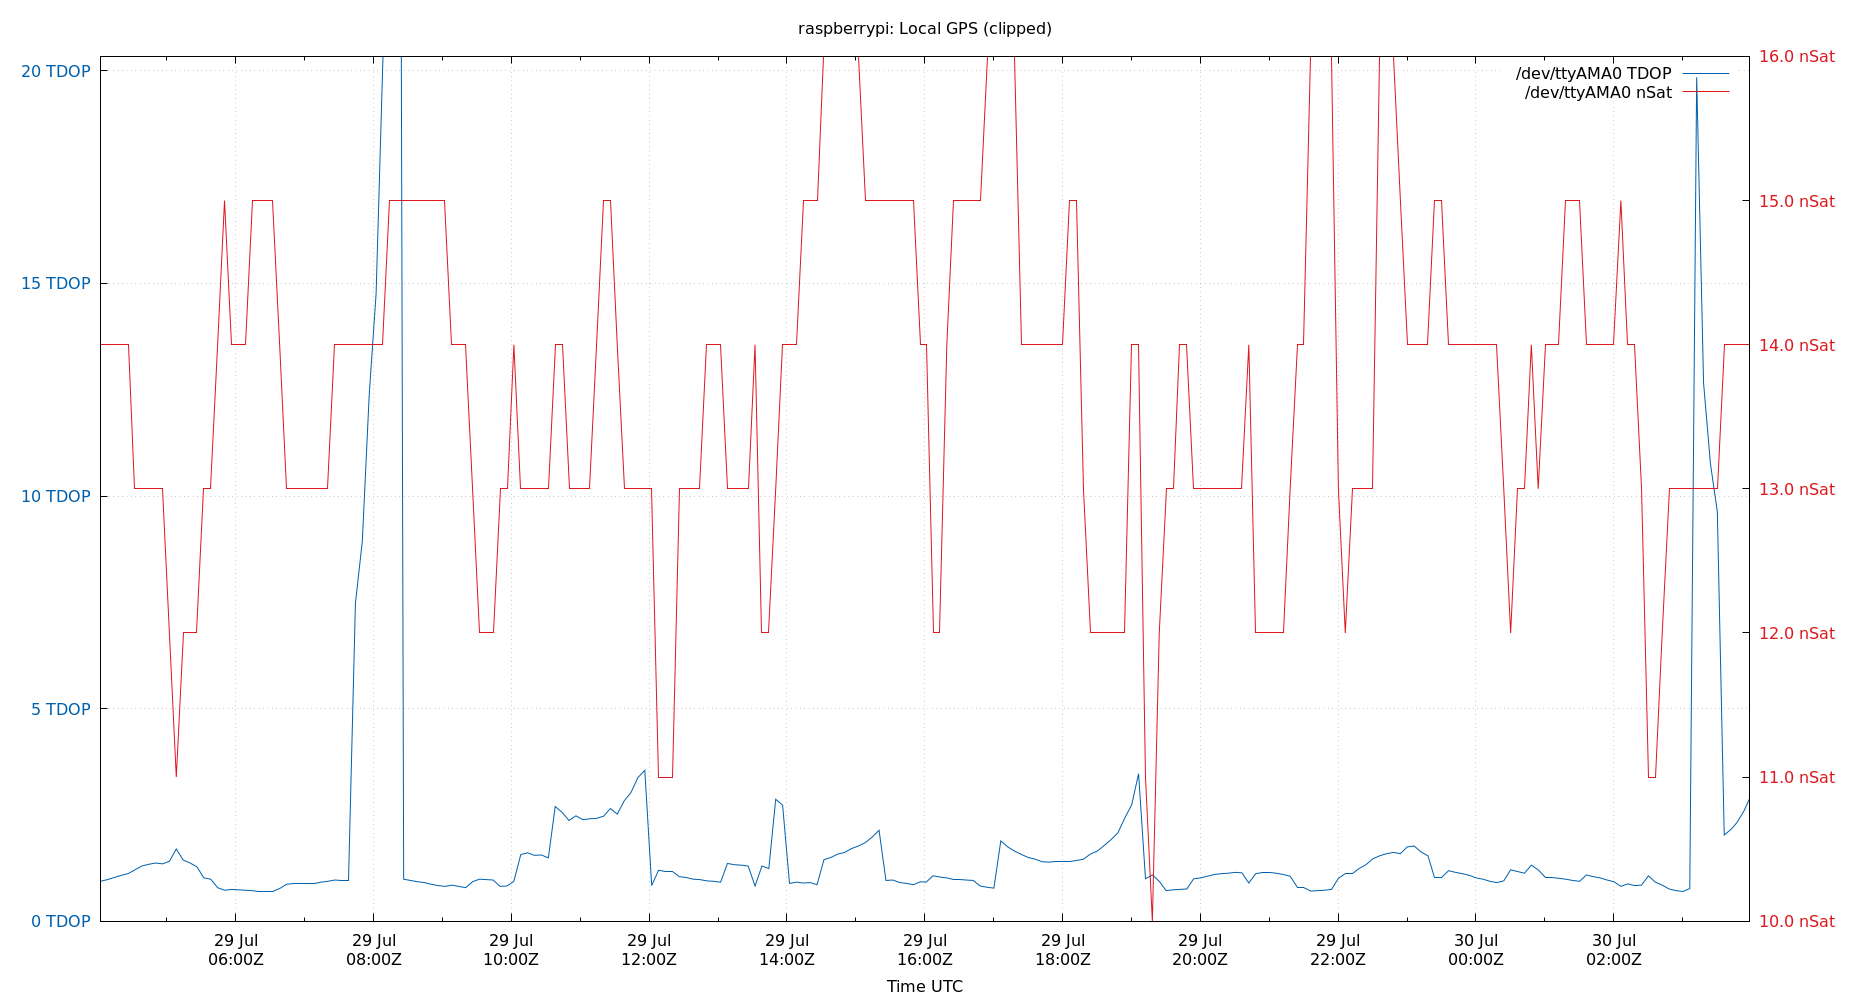 raspberrypi: Local GPS (clipped)
20 TDOP
15 TDOP
10 TDOP
5 TDOP
0 TDOP
16.0 nSat
15.0 nSat
14.0 nSat
13.0 nSat
12.0 nSat
11.0 nSat
10.0 nSat
/dev/ttyAMA0 TDOP
/dev/ttyAMA0 nSat
29 Jul 29 Jul 29 Jul 29 Jul 29 Jul 29 Jul 29 Jul 29 Jul 29 Jul 30 Jul 30 Jul
06:00Z 08:00Z 10:00Z 12:00Z 14:00Z 16:00Z 18:00Z 20:00Z 22:00Z 00:00Z 02:00Z
Time UTC